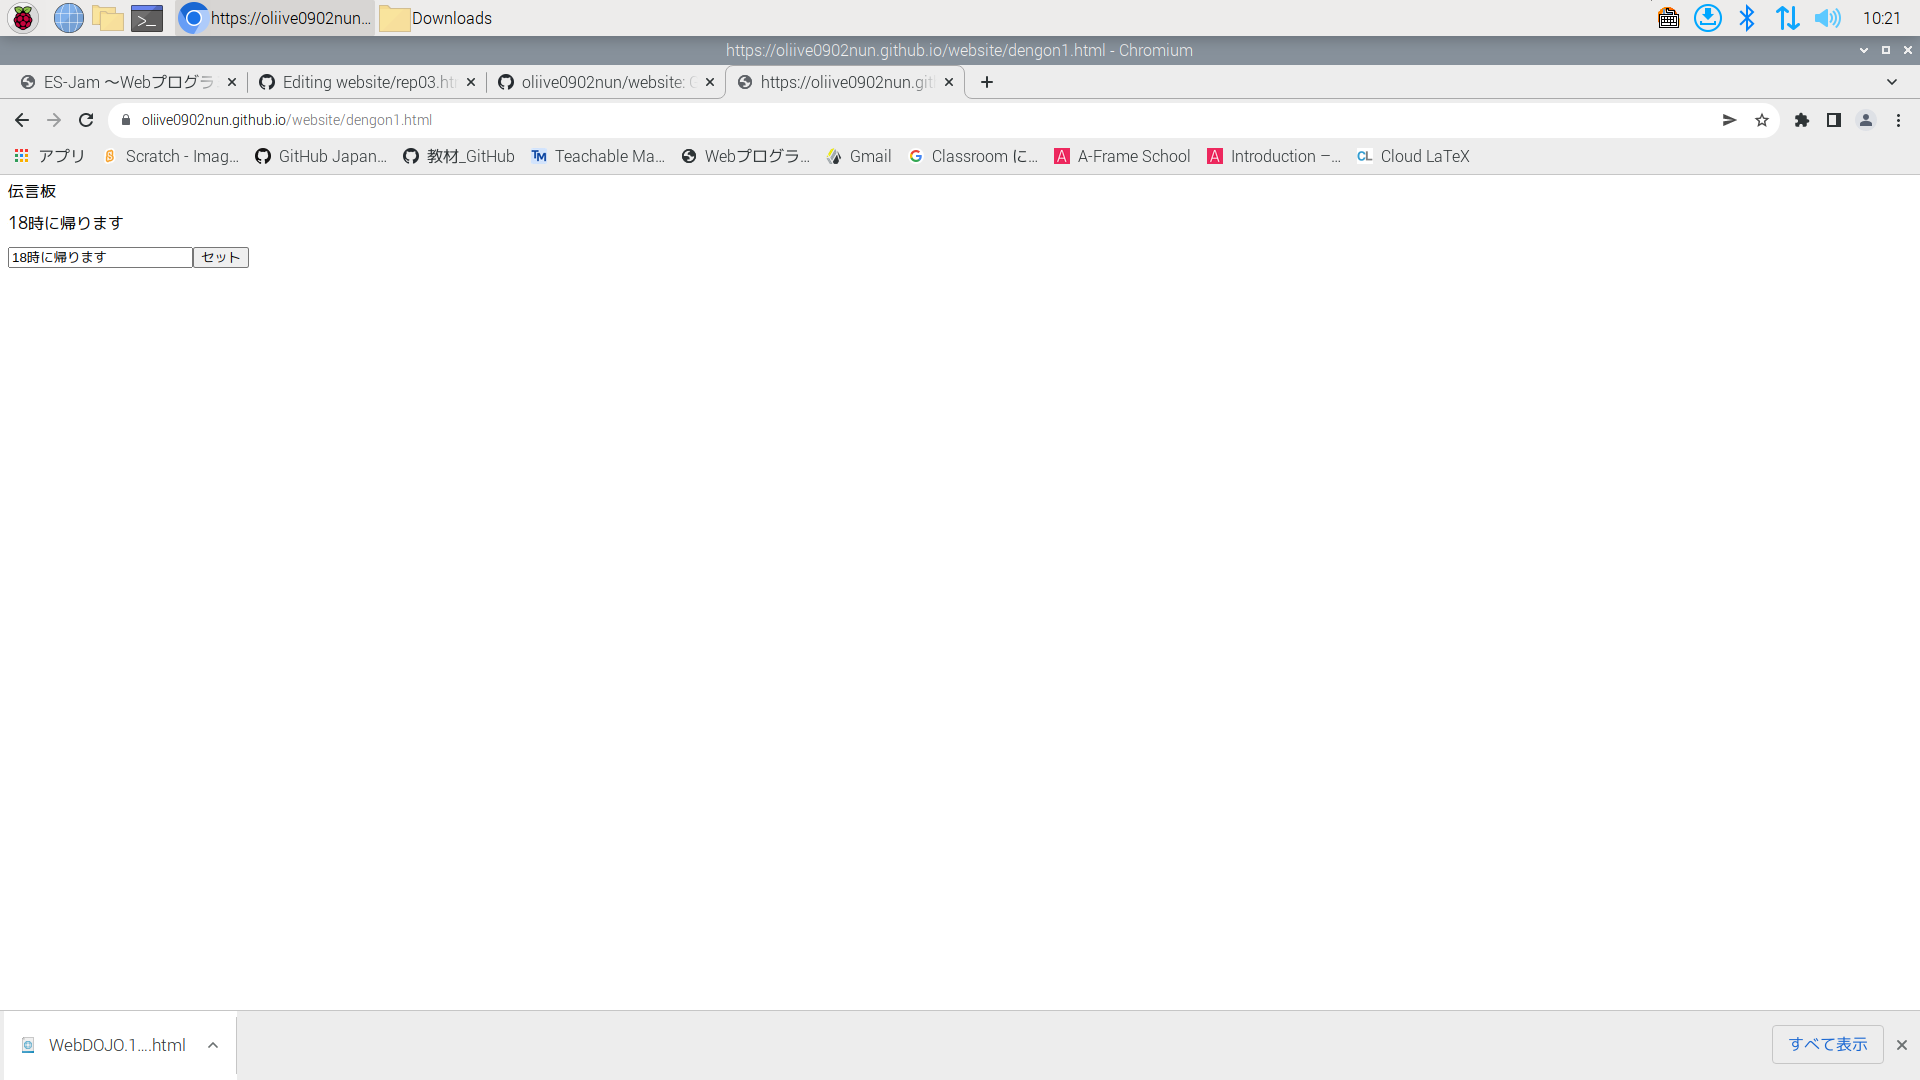 https://oliive0902nun... Downloads 10:21
https://oliive0902nun.github.io/website/dengon1.html - Chromium
ES-Jam 〜Webプログラ Editing website/rep03.ht oliive0902nun/website: https://oliive0902nun.git
oliive0902nun.github.io/website/dengon1.html
アプリ Scratch - Imag... GitHub Japan... 教材_GitHub Teachable Ma... Webプログラ... Gmail Classroom に... A-Frame School Introduction –... Cloud LaTeX
伝言板
18時に帰ります
18時に帰ります セット
WebDOJO.1....html すべて表示